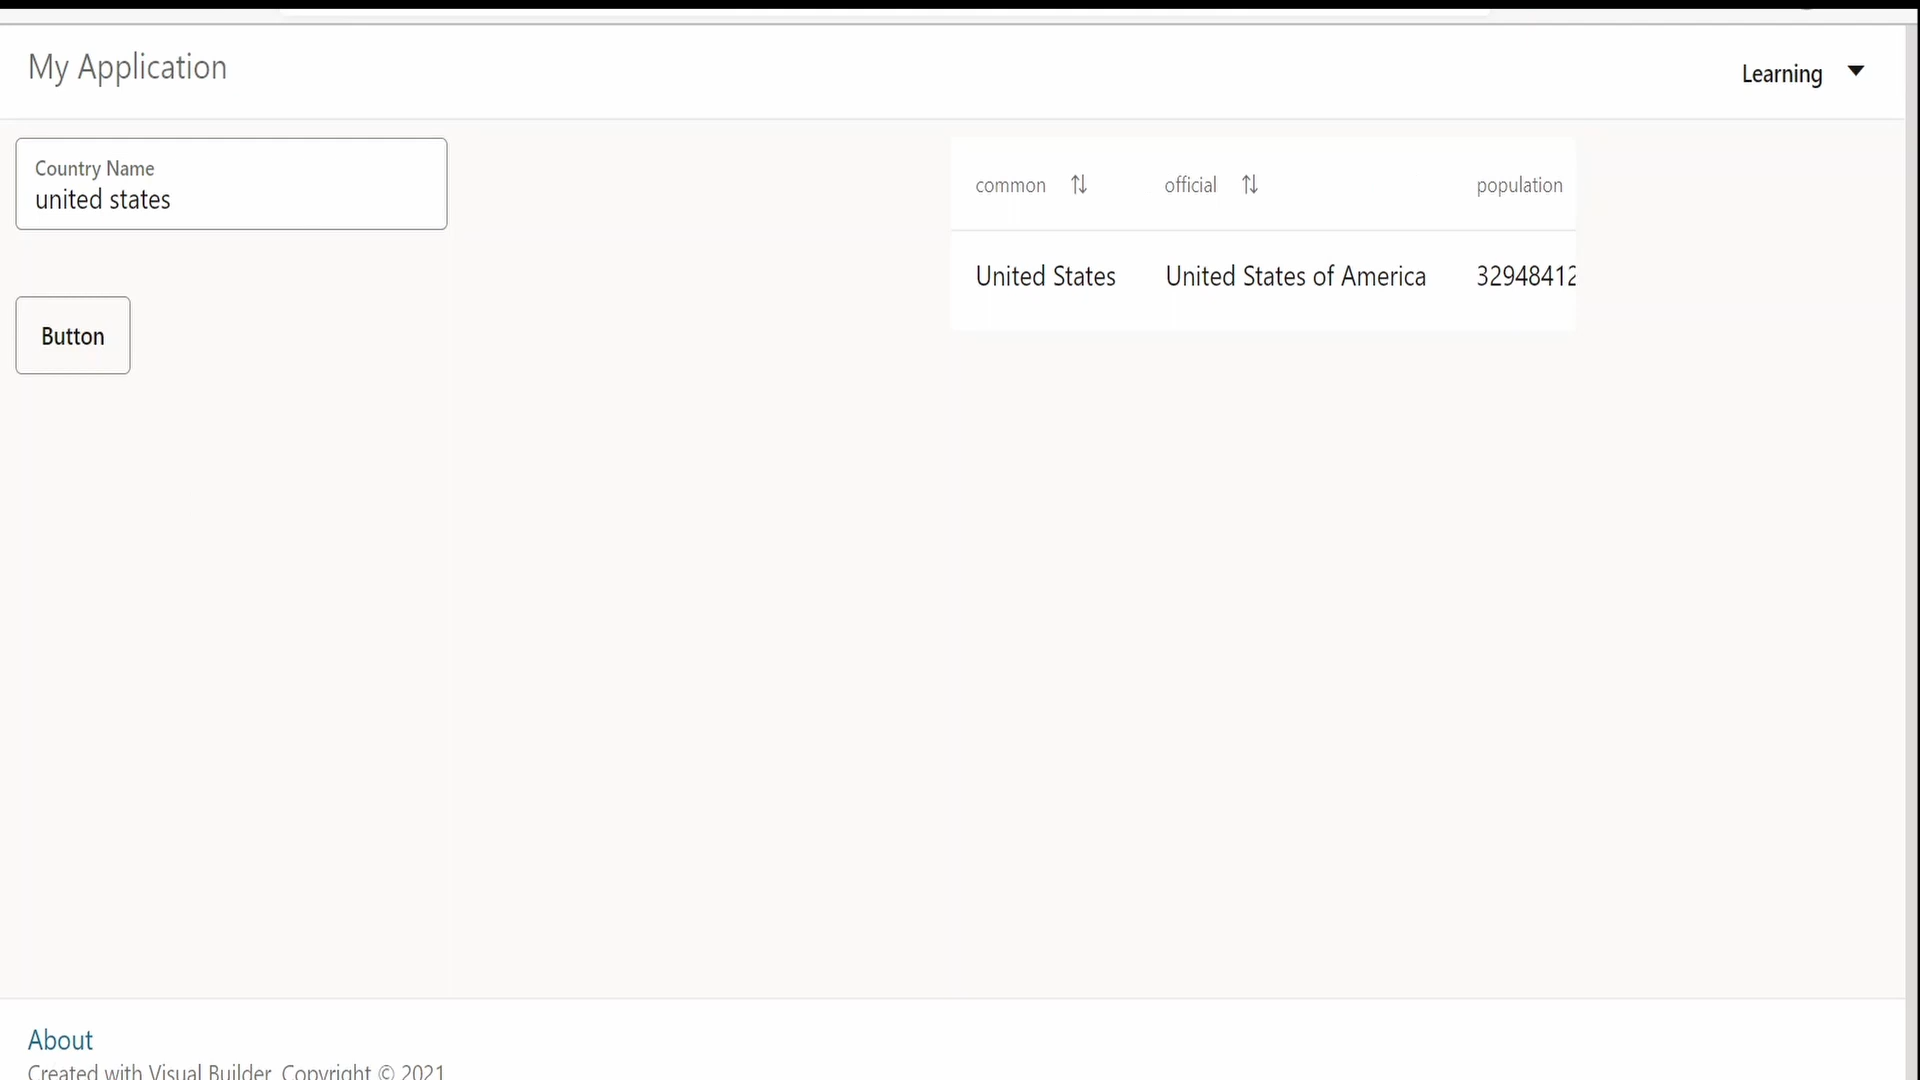 My Application
Learning
Country Name
united states
Button
common official population
United States United States of America 32948412
About
Created with Visual Builder. Copyright © 2021